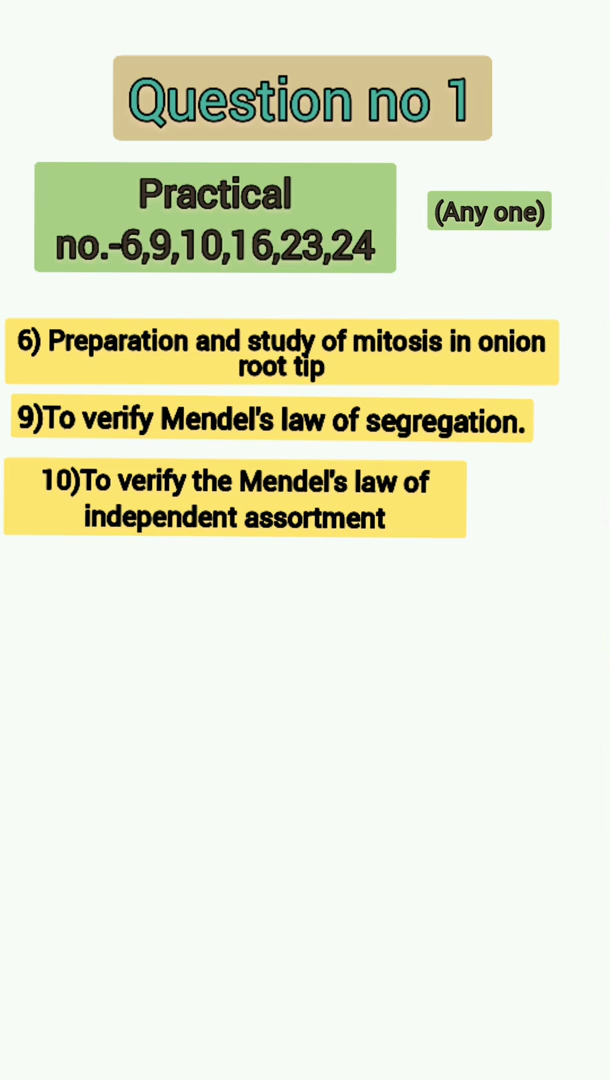 Question no 1
Practical
no.-6,9,10,16,23,24
(Any one)
6) Preparation and study of mitosis in onion
root tip
9)To verify Mendel's law of segregation.
10)To verify the Mendel's law of
independent assortment